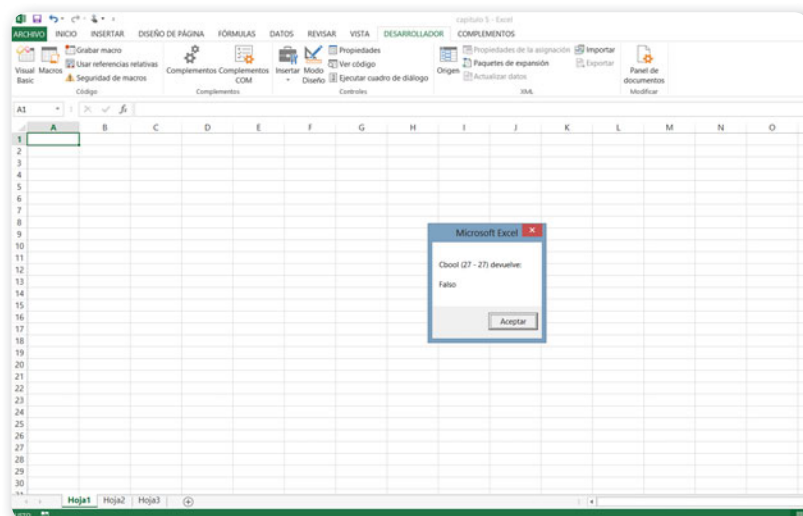 capítulo 5 - Excel
ARCHIVO INICIO INSERTAR DISEÑO DE PÁGINA FÓRMULAS DATOS REVISAR VISTA DESARROLLADOR COMPLEMENTOS
Visual Basic
Macros
Grabar macro
Usar referencias relativas
Seguridad de macros
Código
Complementos
Complementos COM
Complementos
Insertar
Modo Diseño
Propiedades
Ver código
Ejecutar cuadro de diálogo
Controles
Origen
Propiedades de la asignación
Paquetes de expansión
Actualizar datos
Importar
Exportar
XML
Panel de documentos
Modificar
A1 fx
A B C D E F G H I J K L M N O
1
2
3
4
5
6
7
8
9
10
11
12
13
14
15
16
17
18
19
20
21
22
23
24
25
26
27
28
29
30
Microsoft Excel
Cbool (27 - 27) devuelve:
Falso
Aceptar
Hoja1 Hoja2 Hoja3